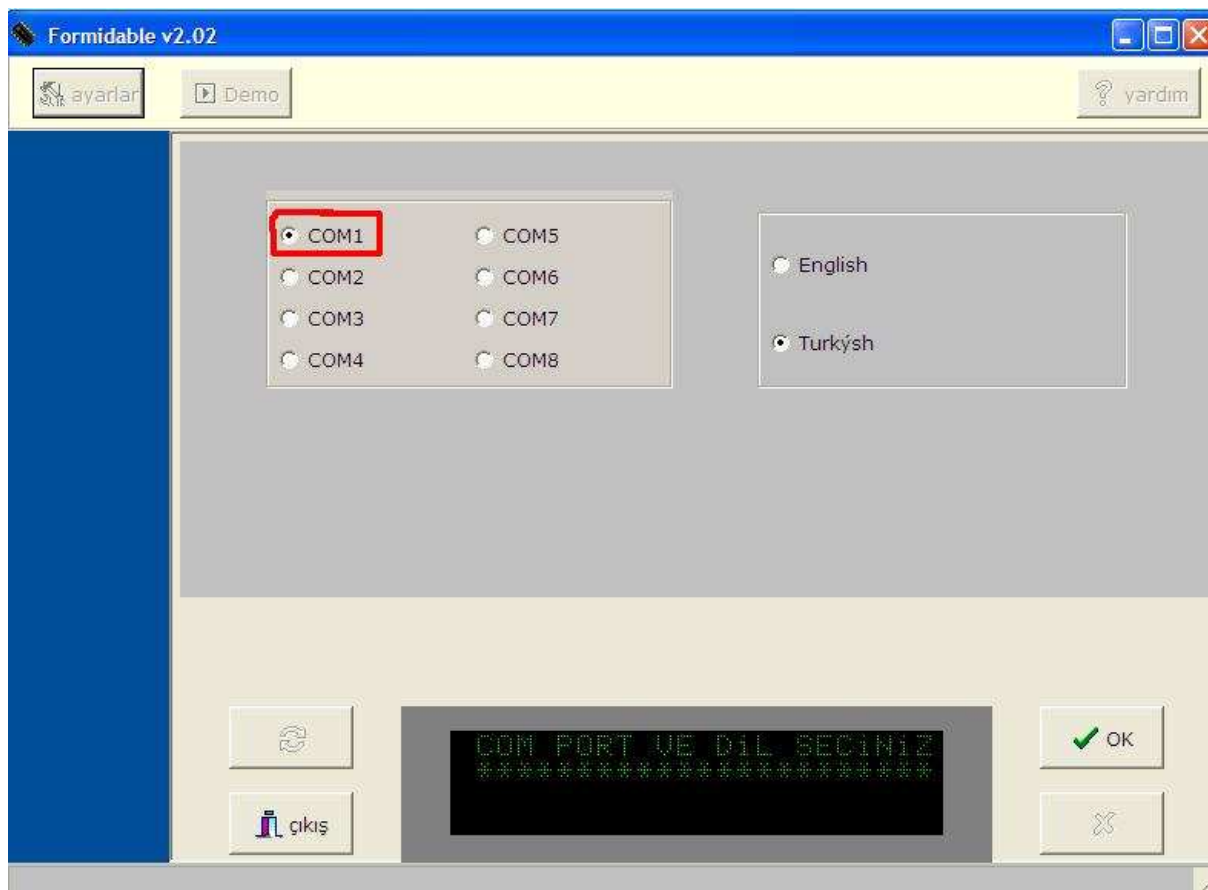 Formidable v2.02
ayarlar
Demo
yardım
COM1
COM5
COM2
COM6
COM3
COM7
COM4
COM8
English
Turkýsh
COM PORT VE DiL SECiNiZ
***********************
OK
çıkış